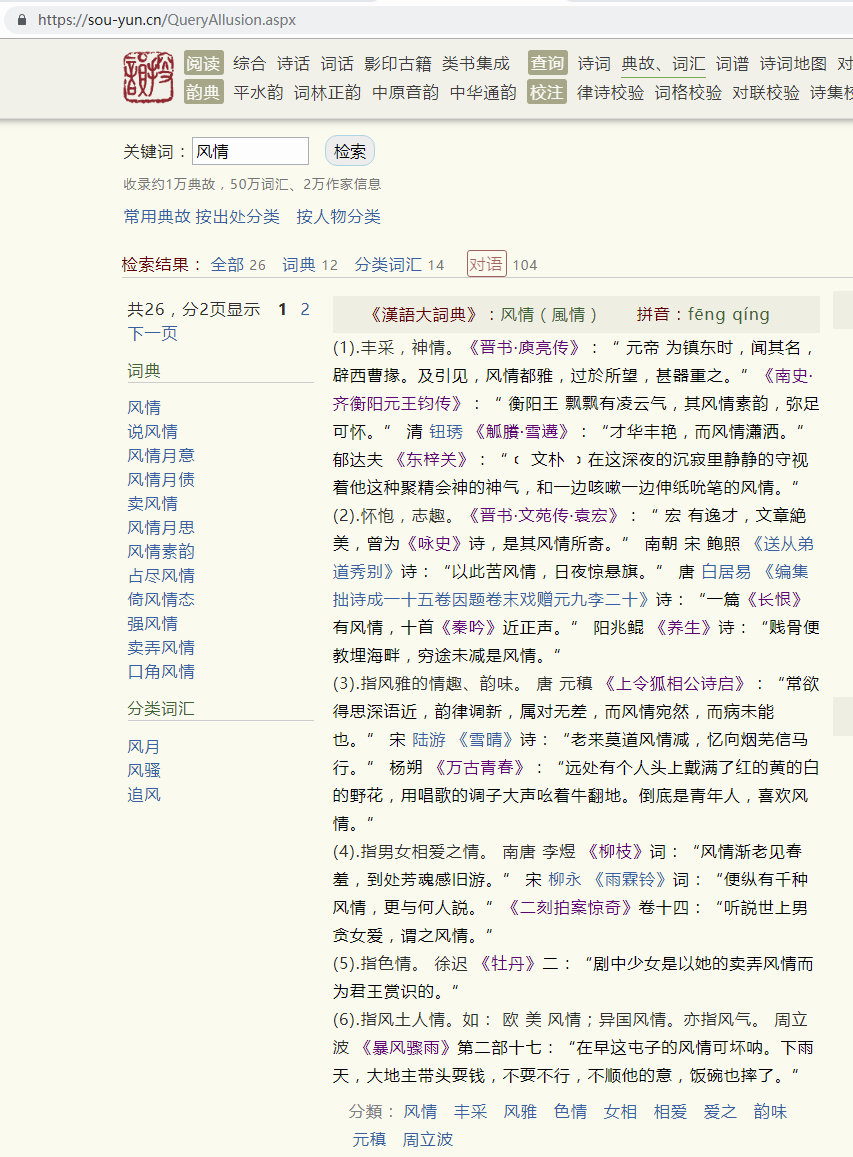 https://sou-yun.cn/QueryAllusion.aspx
阅读 综合 诗话 词话 影印古籍 类书集成 查询 诗词 典故、词汇 词谱 诗词地图 对
韵典 平水韵 词林正韵 中原音韵 中华通韵 校注 律诗校验 词格校验 对联校验 诗集校
关键词： 风情 检索
收录约1万典故，50万词汇、2万作家信息
常用典故 按出处分类 按人物分类
检索结果： 全部 26 词典 12 分类词汇 14 对语 104
共26，分2页显示 1 2
下一页
词典
风情
说风情
风情月意
风情月债
卖风情
风情月思
风情素韵
占尽风情
倚风情态
强风情
卖弄风情
口角风情
分类词汇
风月
风骚
追风
《漢語大詞典》：风情（風情） 拼音：fēng qíng
(1).丰采，神情。《晋书·庾亮传》：“ 元帝 为镇东时，闻其名，
辟西曹掾。及引见，风情都雅，过於所望，甚器重之。”《南史·
齐衡阳元王钧传》：“ 衡阳王 飘飘有凌云气，其风情素韵，弥足
可怀。” 清 钮琇 《觚賸·雪遘》：“才华丰艳，而风情瀟洒。”
郁达夫 《东梓关》：“﹝ 文朴 ﹞在这深夜的沉寂里静静的守视
着他这种聚精会神的神气，和一边咳嗽一边伸纸吮笔的风情。”
(2).怀抱，志趣。《晋书·文苑传·袁宏》：“ 宏 有逸才，文章絶
美，曾为《咏史》诗，是其风情所寄。” 南朝 宋 鲍照 《送从弟
道秀别》诗：“以此苦风情，日夜惊悬旗。” 唐 白居易 《编集
拙诗成一十五卷因题卷末戏赠元九李二十》诗：“一篇《长恨》
有风情，十首《秦吟》近正声。” 阳兆鲲 《养生》诗：“贱骨便
教埋海畔，穷途未减是风情。”
(3).指风雅的情趣、韵味。 唐 元稹 《上令狐相公诗启》：“常欲
得思深语近，韵律调新，属对无差，而风情宛然，而病未能
也。” 宋 陆游 《雪晴》诗：“老来莫道风情减，忆向烟芜信马
行。” 杨朔 《万古青春》：“远处有个人头上戴满了红的黄的白
的野花，用唱歌的调子大声吆着牛翻地。倒底是青年人，喜欢风
情。”
(4).指男女相爱之情。 南唐 李煜 《柳枝》词：“风情渐老见春
羞，到处芳魂感旧游。” 宋 柳永 《雨霖铃》词：“便纵有千种
风情，更与何人説。”《二刻拍案惊奇》卷十四：“听説世上男
贪女爱，谓之风情。”
(5).指色情。 徐迟 《牡丹》二：“剧中少女是以她的卖弄风情而
为君王赏识的。”
(6).指风土人情。如： 欧 美 风情；异国风情。亦指风气。 周立
波 《暴风骤雨》第二部十七：“在早这屯子的风情可坏呐。下雨
天，大地主带头耍钱，不耍不行，不顺他的意，饭碗也摔了。”
分類： 风情 丰采 风雅 色情 女相 相爱 爱之 韵味
元稹 周立波